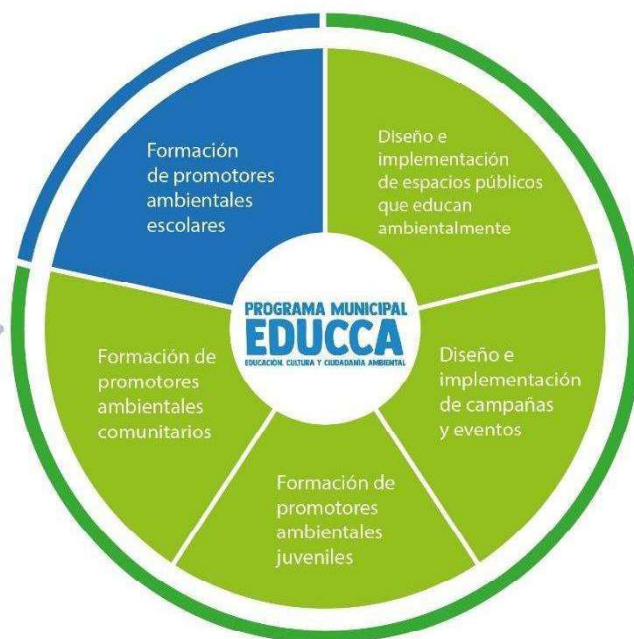 Formación
de promotores
ambientales
escolares
Diseño e
implementación
de espacios públicos
que educan
ambientalmente
PROGRAMA MUNICIPAL
EDUCCA
EDUCACIÓN, CULTURA Y CIUDADANÍA AMBIENTAL
Formación de
promotores
ambientales
comunitarios
Diseño e
implementación
de campañas
y eventos
Formación de
promotores
ambientales
juveniles